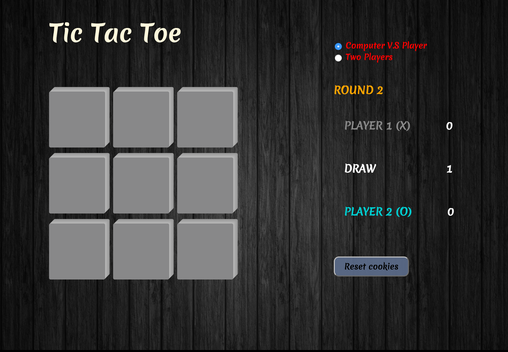 Tic Tac Toe
Computer V.S Player
Two Players
ROUND 2
PLAYER 1 (X) 0
DRAW 1
PLAYER 2 (O) 0
Reset cookies